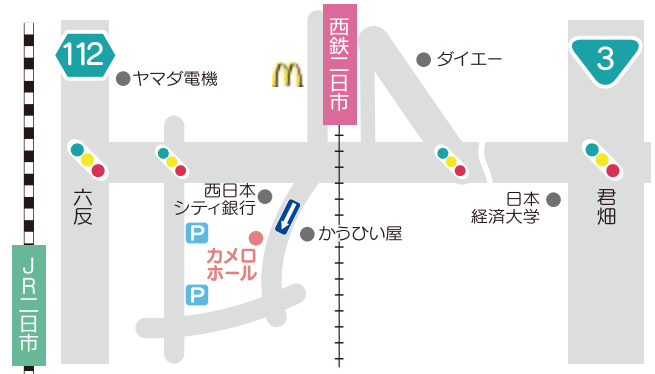 112
ヤマダ電機
西鉄二日市
ダイエー
3
六反
西日本
シティ銀行
日本
経済大学
君畑
P
かうひい屋
カメロ
ホール
P
JR二日市